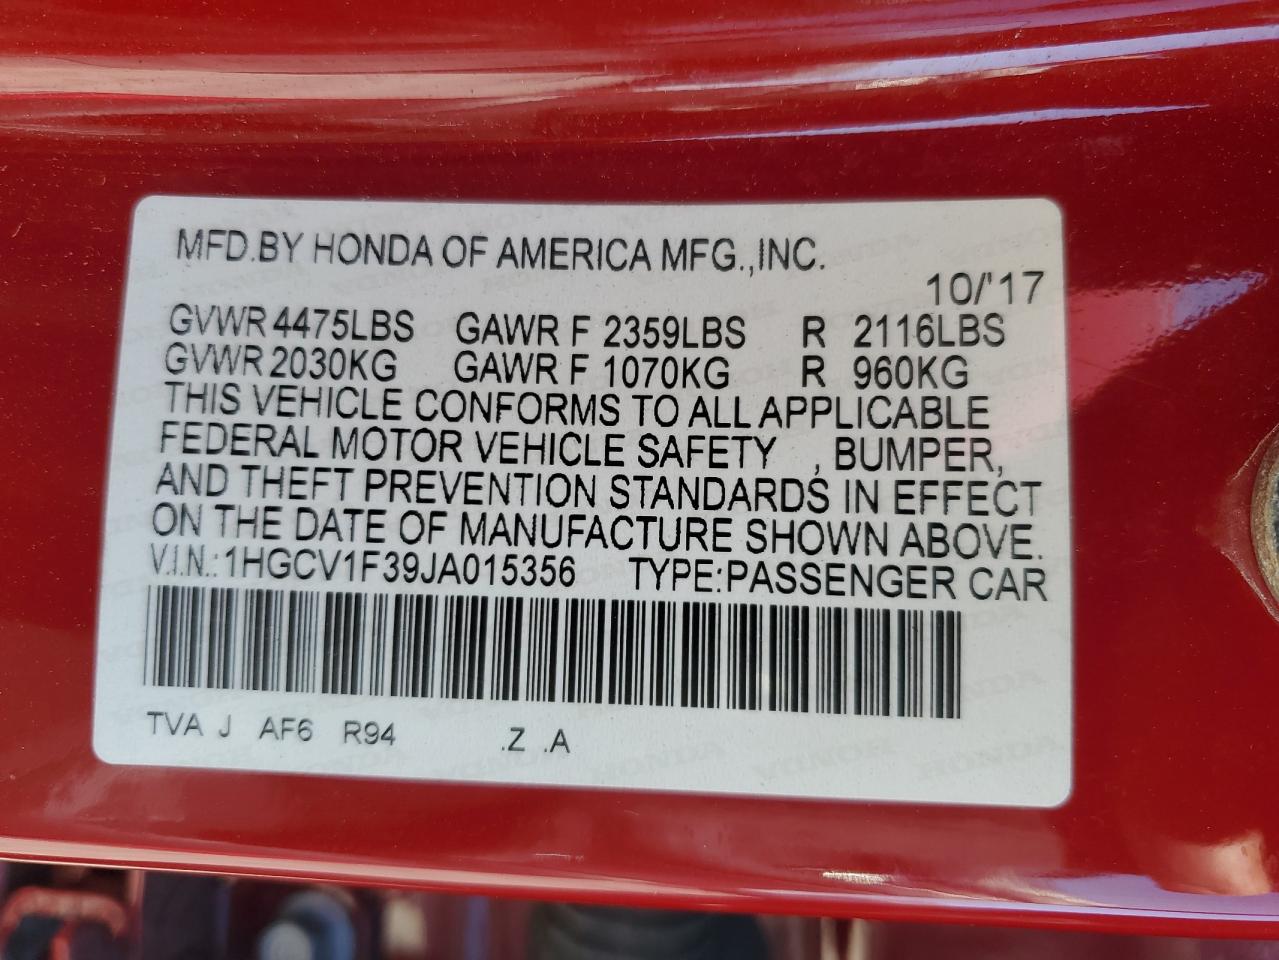 MFD.BY HONDA OF AMERICA MFG.,INC.
10/'17
GVWR 4475LBS GAWR F 2359LBS R 2116LBS
GVWR 2030KG GAWR F 1070KG R 960KG
THIS VEHICLE CONFORMS TO ALL APPLICABLE
FEDERAL MOTOR VEHICLE SAFETY , BUMPER,
AND THEFT PREVENTION STANDARDS IN EFFECT
ON THE DATE OF MANUFACTURE SHOWN ABOVE.
V.I.N.: 1HGCV1F39JA015356 TYPE:PASSENGER CAR
TVA J AF6 R94 .Z .A